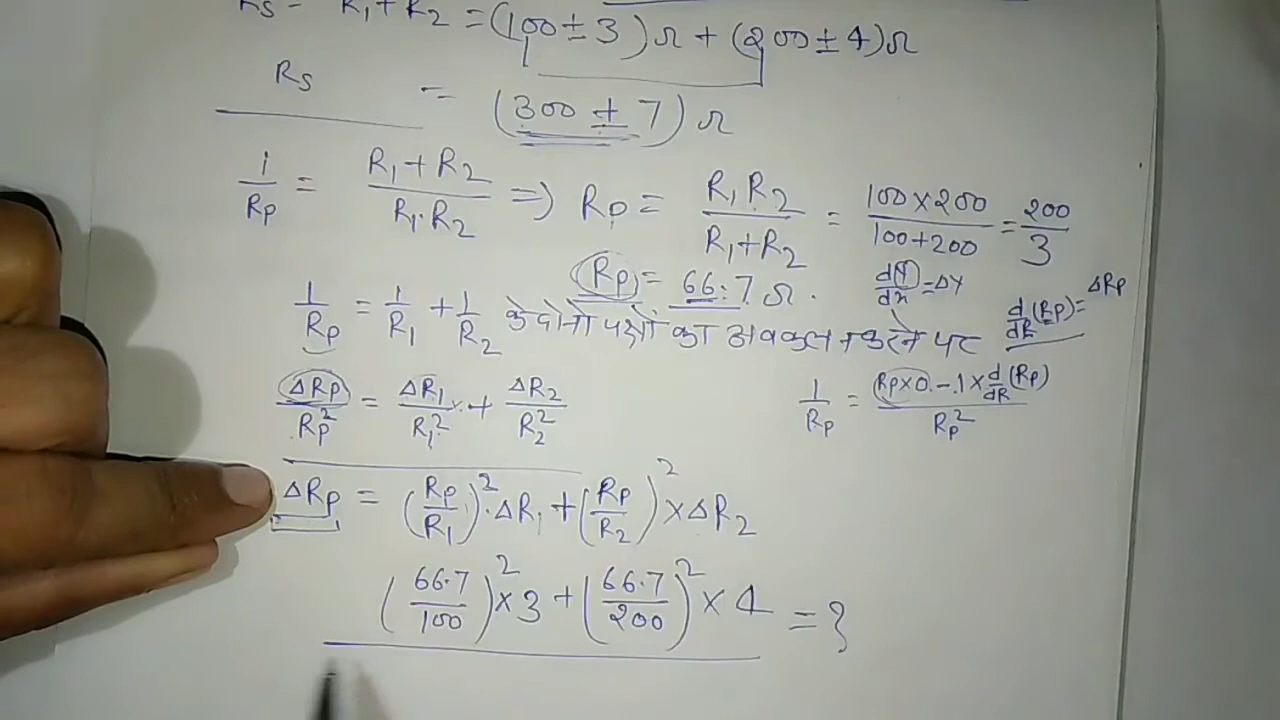 Rs = R₁ + R₂ = (100 ± 3)Ω + (200 ± 4)Ω
Rs = (300 ± 7)Ω
1/Rp = (R₁ + R₂)/(R₁·R₂) ⇒ Rp = R₁R₂/(R₁+R₂) = (100×200)/(100+200) = 200/3
Rp = 66.7 Ω.
d(Y)/dx = ΔY
1/Rp = 1/R₁ + 1/R₂ के दोनों पक्षों का अवकलन करने पर
d/dR (Rp) = ΔRp
ΔRp/Rp² = ΔR₁/R₁² + ΔR₂/R₂²
1/Rp = (Rp×0 - 1 × d/dR (Rp))/Rp²
ΔRp = (Rp/R₁)²·ΔR₁ + (Rp/R₂)² × ΔR₂
(66.7/100)² × 3 + (66.7/200)² × 4 = ?